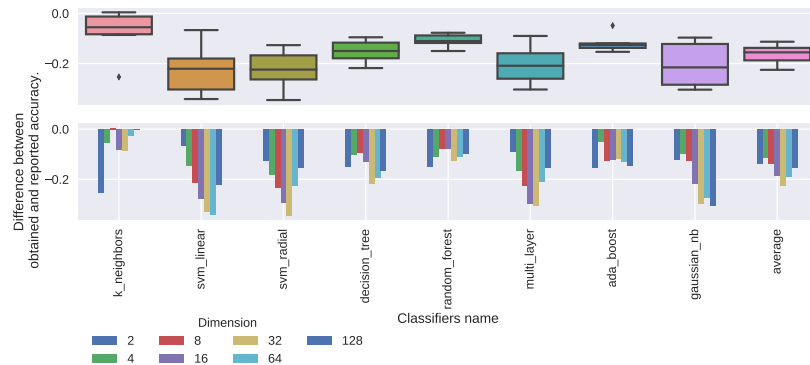 0.0
−0.2
0.0
−0.2
Difference between
obtained and reported accuracy.
k_neighbors
svm_linear
svm_radial
decision_tree
random_forest
multi_layer
ada_boost
gaussian_nb
average
Classifiers name
Dimension
2 8 32 128
4 16 64